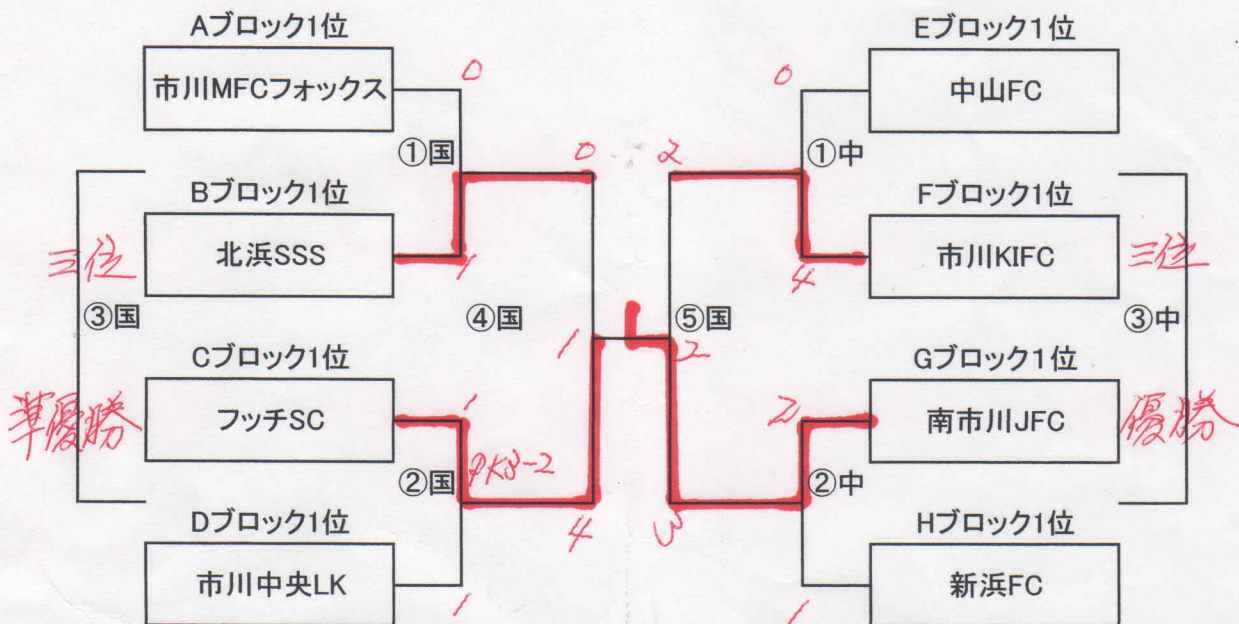 Aブロック1位
Eブロック1位
市川MFCフォックス
0
0
中山FC
①国
0
2
①中
Bブロック1位
Fブロック1位
三位
北浜SSS
1
4
市川KIFC
三位
③国
④国
⑤国
③中
1
2
Cブロック1位
Gブロック1位
準優勝
フッチSC
1
2
南市川JFC
優勝
②国
PK3-2
②中
4
3
Dブロック1位
Hブロック1位
市川中央LK
1
1
新浜FC